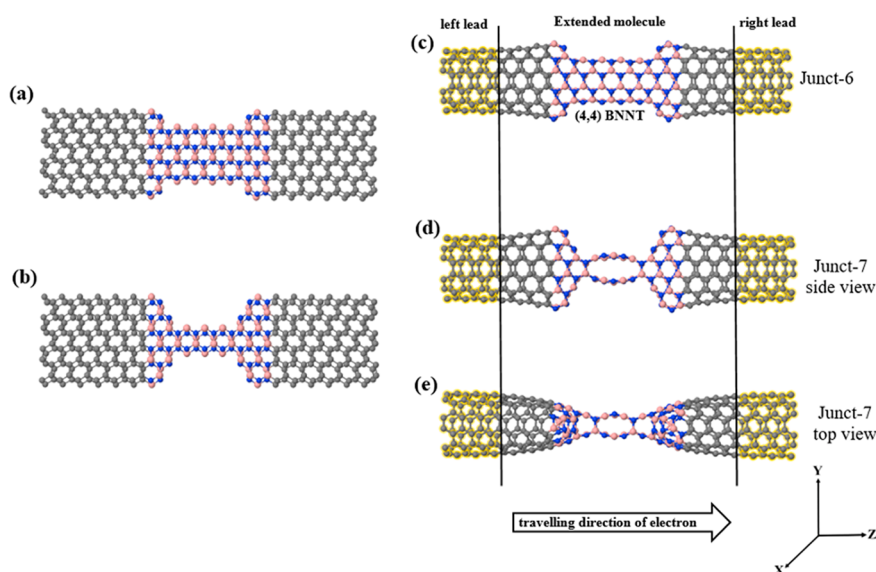 left lead Extended molecule right lead
(a)
(b)
(c)
(4,4) BNNT
Junct-6
(d)
Junct-7
side view
(e)
Junct-7
top view
travelling direction of electron
Y
Z
X